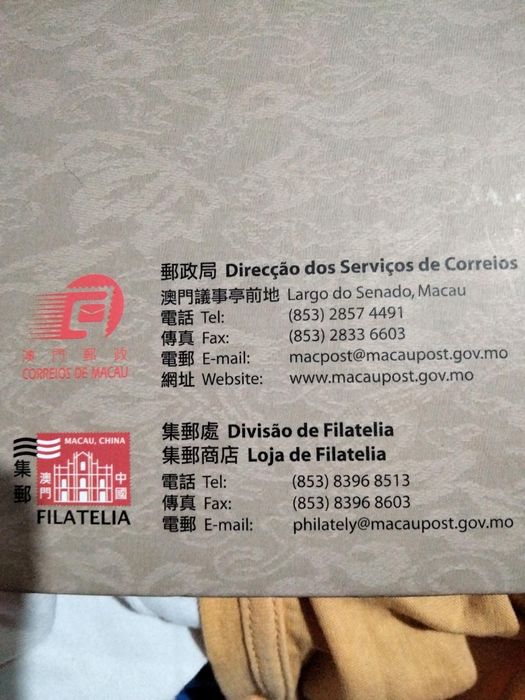 郵政局 Direcção dos Serviços de Correios
澳門議事亭前地 Largo do Senado, Macau
電話 Tel: (853) 2857 4491
傳真 Fax: (853) 2833 6603
電郵 E-mail: macpost@macaupost.gov.mo
網址 Website: www.macaupost.gov.mo
澳門郵政
CORREIOS DE MACAU
集郵處 Divisão de Filatelia
集郵商店 Loja de Filatelia
電話 Tel: (853) 8396 8513
傳真 Fax: (853) 8396 8603
電郵 E-mail: philately@macaupost.gov.mo
MACAU, CHINA
集郵
澳門
中國
FILATELIA